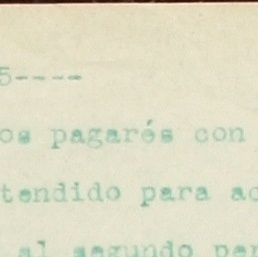 5----
os pagarés con
tendido para ac
al segundo per